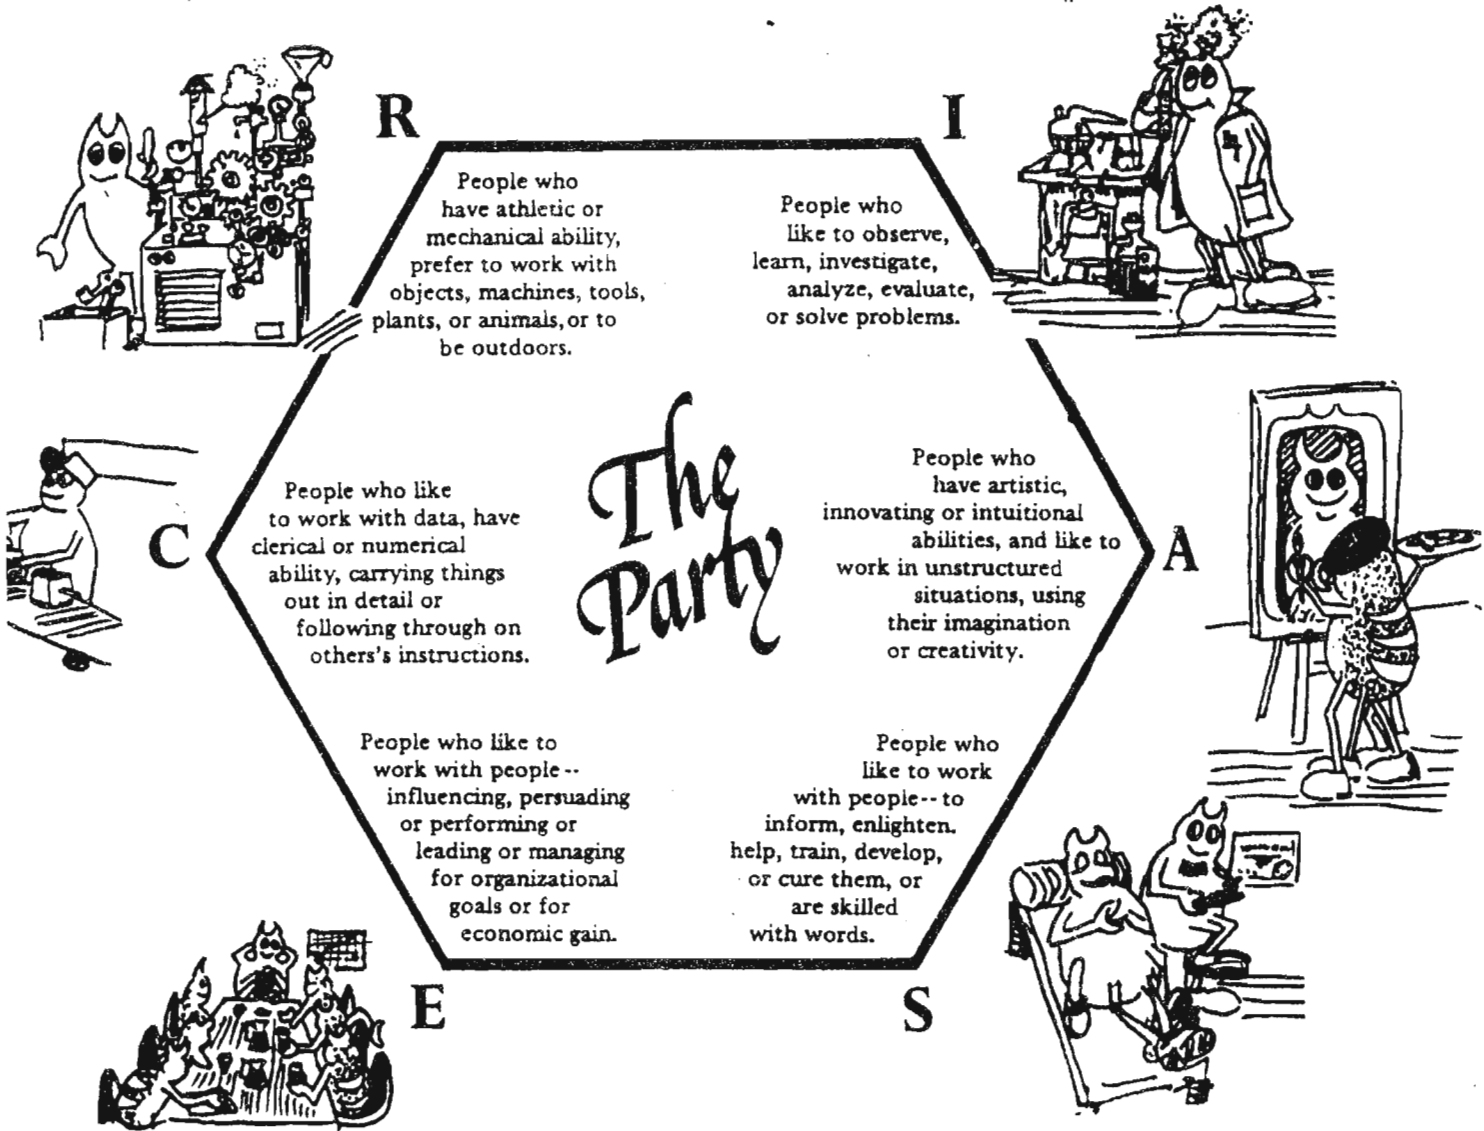 R
People who
have athletic or
mechanical ability,
prefer to work with
objects, machines, tools,
plants, or animals, or to
be outdoors.
I
People who
like to observe,
learn, investigate,
analyze, evaluate,
or solve problems.
The
Party
C
People who like
to work with data, have
clerical or numerical
ability, carrying things
out in detail or
following through on
others's instructions.
A
People who
have artistic,
innovating or intuitional
abilities, and like to
work in unstructured
situations, using
their imagination
or creativity.
People who like to
work with people--
influencing, persuading
or performing or
leading or managing
for organizational
goals or for
economic gain.
E
People who
like to work
with people--to
inform, enlighten.
help, train, develop,
or cure them, or
are skilled
with words.
S